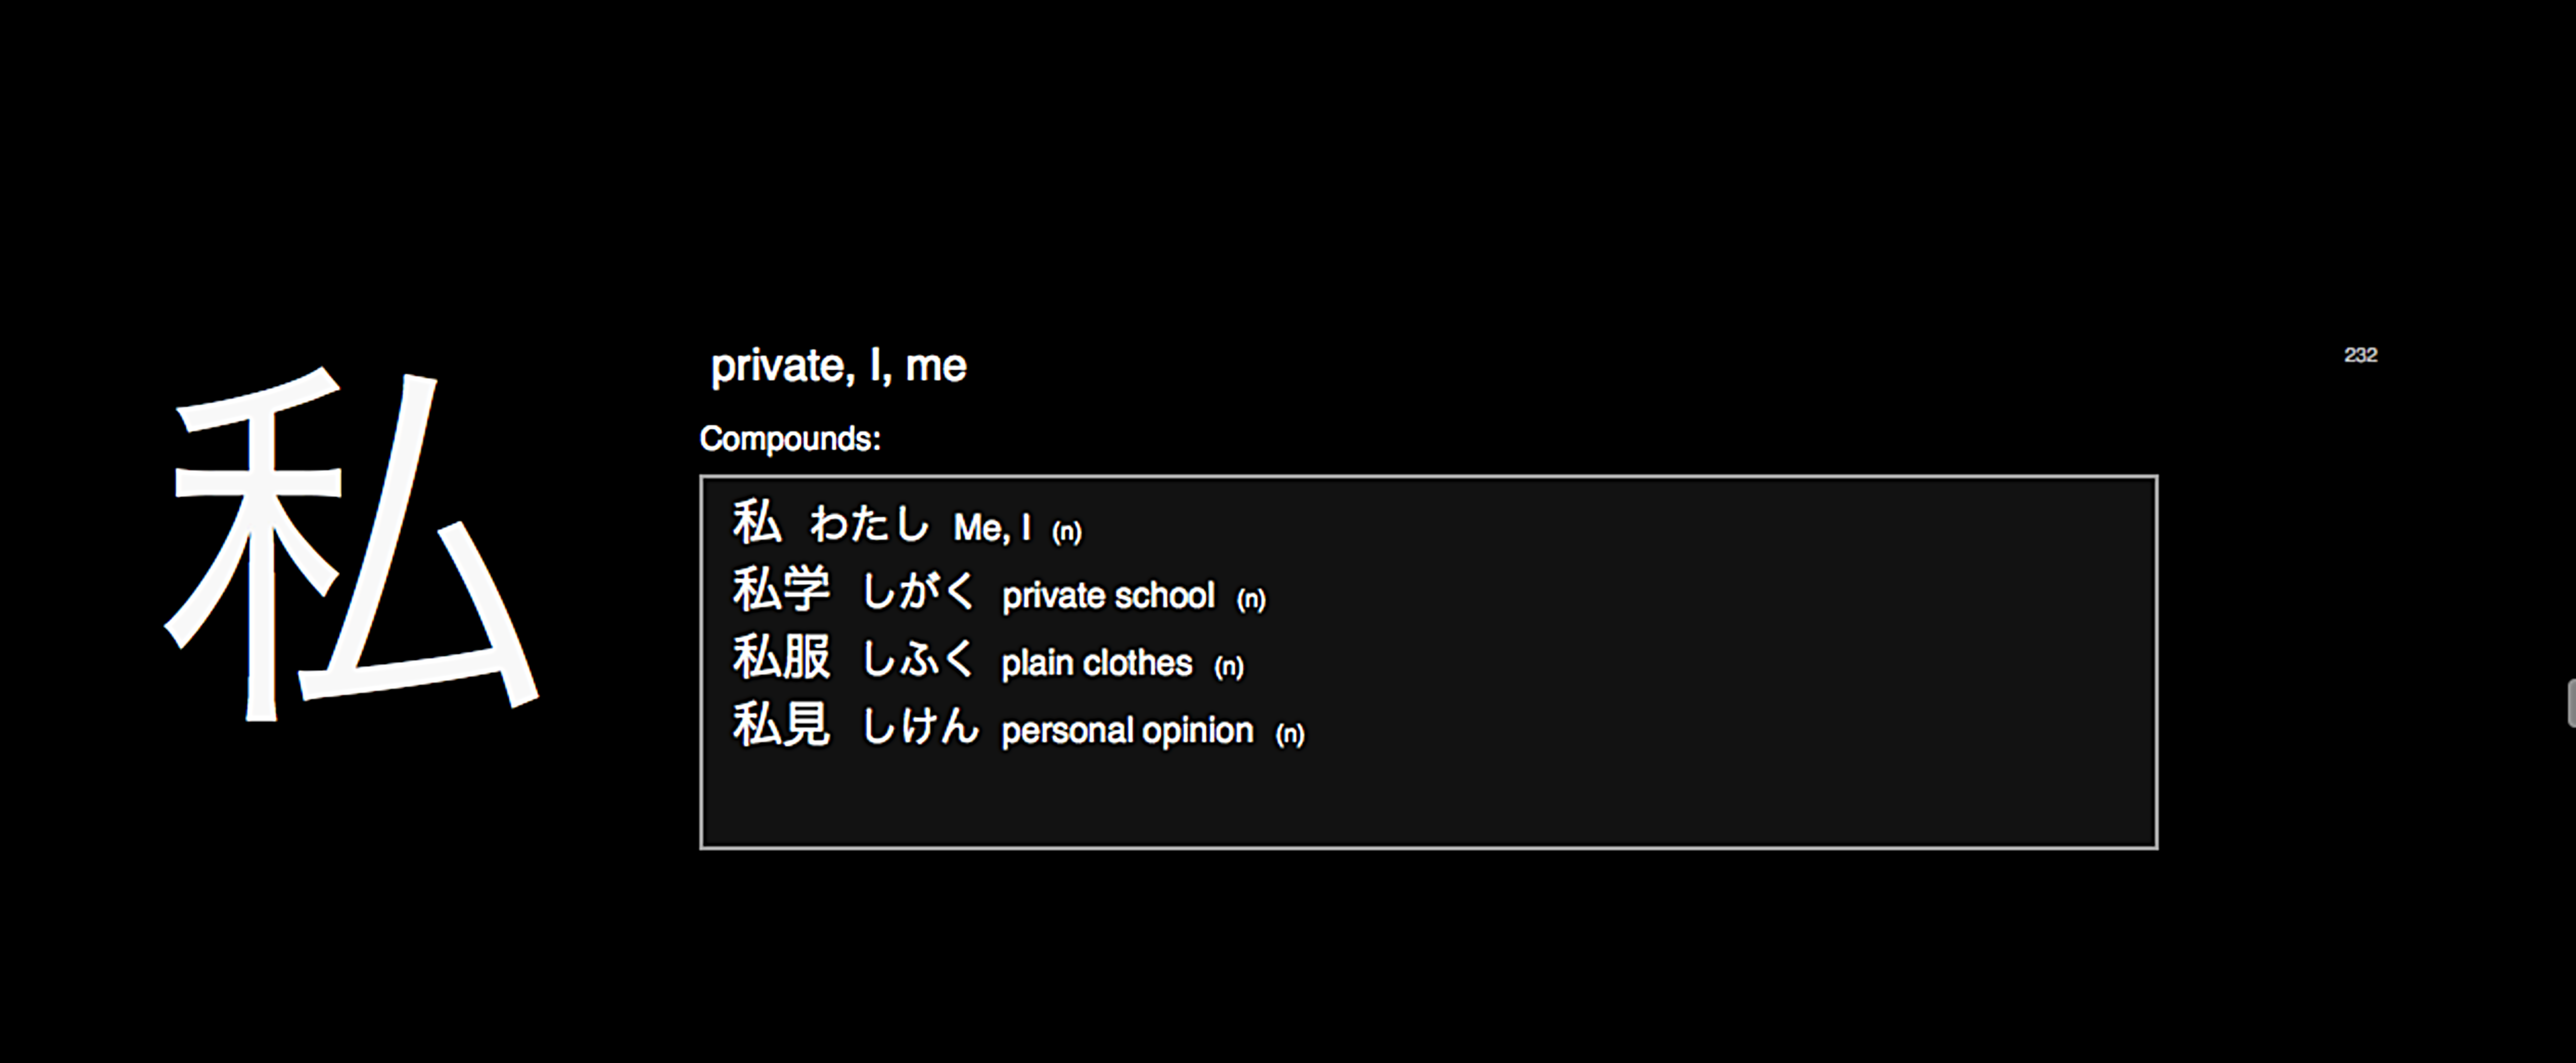 私
private, I, me
232
Compounds:
私 わたし Me, I (n)
私学 しがく private school (n)
私服 しふく plain clothes (n)
私見 しけん personal opinion (n)